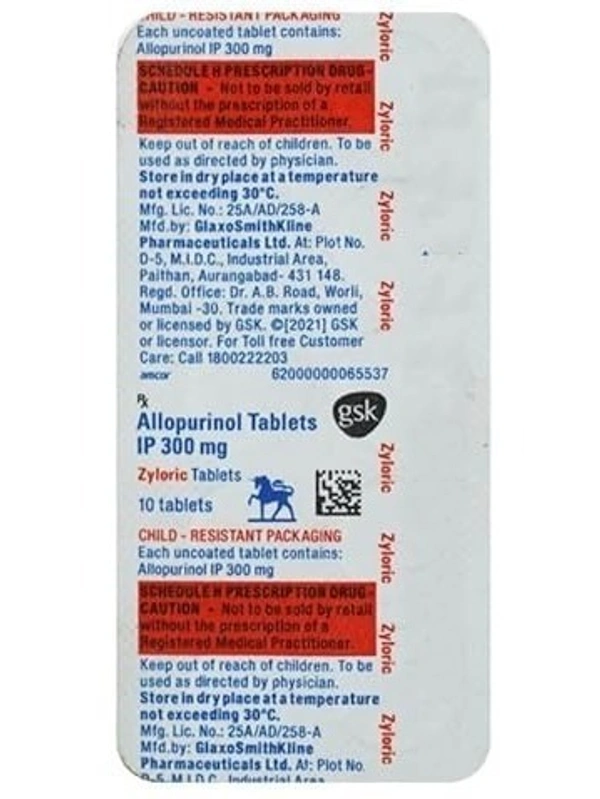 CHILD - RESISTANT PACKAGING
Each uncoated tablet contains:
Allopurinol IP 300 mg
SCHEDULE H PRESCRIPTION DRUG-
CAUTION - Not to be sold by retail
without the prescription of a
Registered Medical Practitioner.
Keep out of reach of children. To be
used as directed by physician.
Store in dry place at a temperature
not exceeding 30°C.
Mfg. Lic. No.: 25A/AD/258-A
Mfd.by: GlaxoSmithKline
Pharmaceuticals Ltd. At: Plot No.
D-5, M.I.D.C., Industrial Area,
Paithan, Aurangabad- 431 148.
Regd. Office: Dr. A.B. Road, Worli,
Mumbai -30. Trade marks owned
or licensed by GSK. ©[2021] GSK
or licensor. For Toll free Customer
Care: Call 1800222203
amcor 62000000065537
Rx
Allopurinol Tablets
IP 300 mg
gsk
Zyloric Tablets
10 tablets
CHILD - RESISTANT PACKAGING
Each uncoated tablet contains:
Allopurinol IP 300 mg
SCHEDULE H PRESCRIPTION DRUG-
CAUTION - Not to be sold by retail
without the prescription of a
Registered Medical Practitioner.
Keep out of reach of children. To be
used as directed by physician.
Store in dry place at a temperature
not exceeding 30°C.
Mfg. Lic. No.: 25A/AD/258-A
Mfd.by: GlaxoSmithKline
Pharmaceuticals Ltd. At: Plot No.
D-5, M.I.D.C., Industrial Area
Zyloric
Zyloric
Zyloric
Zyloric
Zyloric
Zyloric
Zyloric
Zyloric